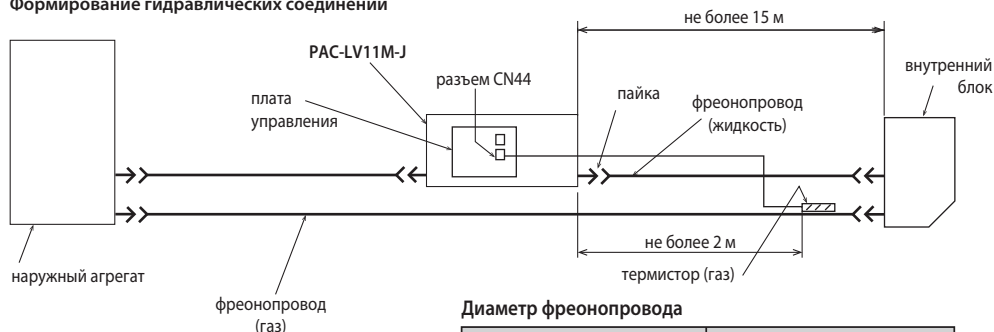 Формирование гидравлических соединений
не более 15 м
PAC-LV11M-J
разъем CN44
внутренний
блок
плата
управления
пайка
фреонопровод
(жидкость)
не более 2 м
наружный агрегат
термистор (газ)
фреонопровод
(газ)
Диаметр фреонопровода